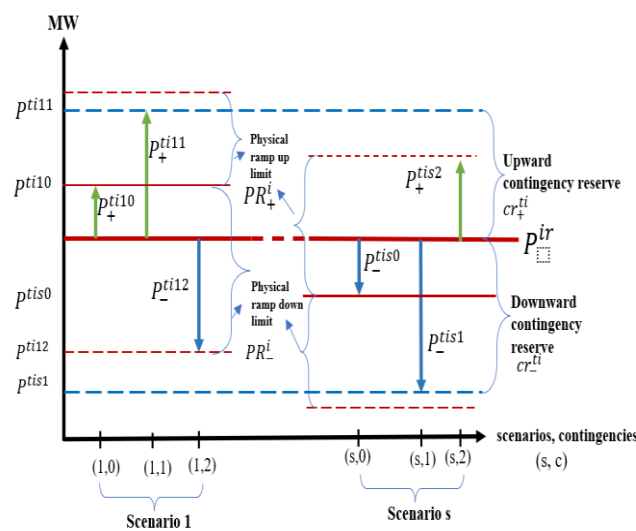 MW
P^{ti11}
P_+^{ti11}
Physical
ramp up
limit
P_+^{tis2}
Upward
contingency reserve
cr_+^{ti}
P^{ti10}
P_+^{ti10}
PR_+^i
P^{ir}
P_-^{tis0}
P^{tis0}
P_-^{ti12}
Physical
ramp down
limit
Downward
contingency
reserve
cr_-^{ti}
P_-^{tis1}
P^{ti12}
PR_-^i
P^{tis1}
scenarios, contingencies
(s, c)
(1,0)
(1,1)
(1,2)
(s,0)
(s,1)
(s,2)
Scenario 1
Scenario s